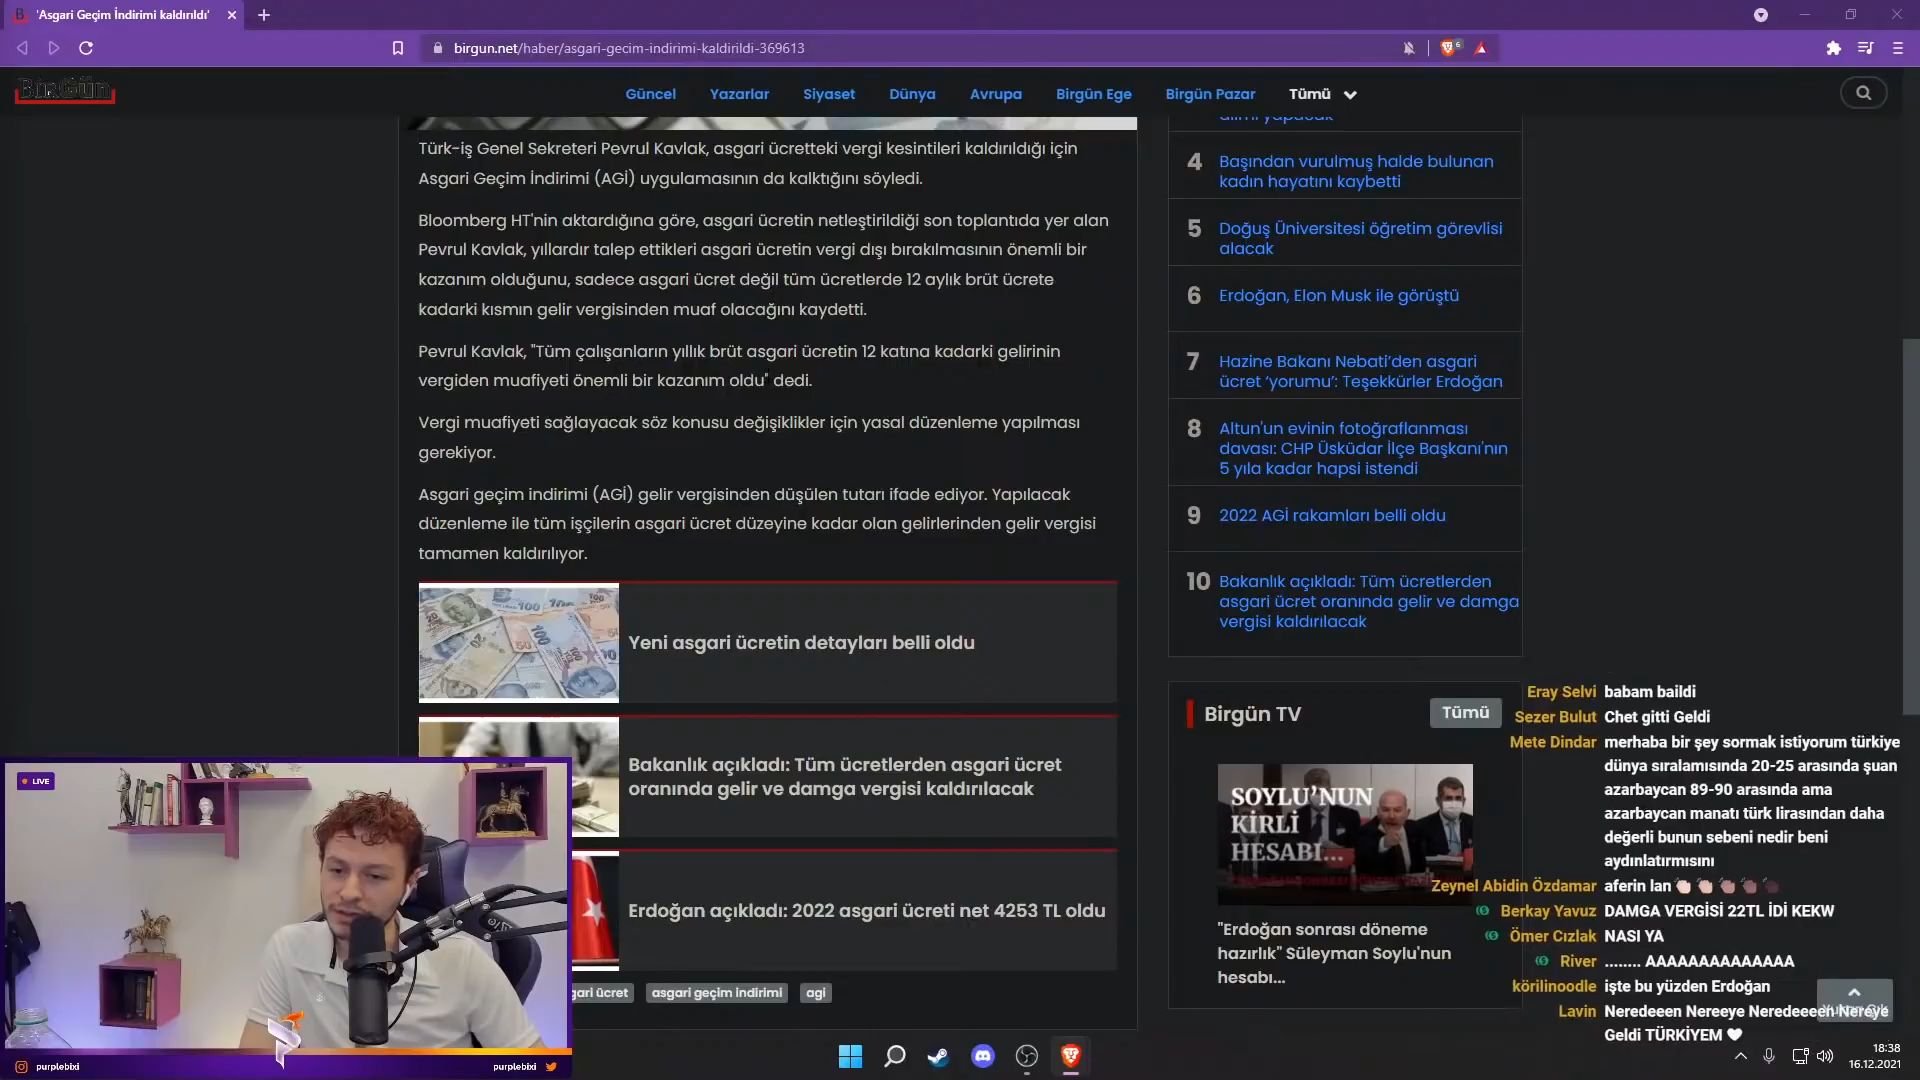 'Asgari Geçim İndirimi kaldırıldı'
birgun.net/haber/asgari-gecim-indirimi-kaldirildi-369613
6
BirGün
Güncel
Yazarlar
Siyaset
Dünya
Avrupa
Birgün Ege
Birgün Pazar
Tümü
Türk-iş Genel Sekreteri Pevrul Kavlak, asgari ücretteki vergi kesintileri kaldırıldığı için
Asgari Geçim İndirimi (AGİ) uygulamasının da kalktığını söyledi.
Bloomberg HT'nin aktardığına göre, asgari ücretin netleştirildiği son toplantıda yer alan
Pevrul Kavlak, yıllardır talep ettikleri asgari ücretin vergi dışı bırakılmasının önemli bir
kazanım olduğunu, sadece asgari ücret değil tüm ücretlerde 12 aylık brüt ücrete
kadarki kısmın gelir vergisinden muaf olacağını kaydetti.
Pevrul Kavlak, "Tüm çalışanların yıllık brüt asgari ücretin 12 katına kadarki gelirinin
vergiden muafiyeti önemli bir kazanım oldu" dedi.
Vergi muafiyeti sağlayacak söz konusu değişiklikler için yasal düzenleme yapılması
gerekiyor.
Asgari geçim indirimi (AGİ) gelir vergisinden düşülen tutarı ifade ediyor. Yapılacak
düzenleme ile tüm işçilerin asgari ücret düzeyine kadar olan gelirlerinden gelir vergisi
tamamen kaldırılıyor.
Yeni asgari ücretin detayları belli oldu
Bakanlık açıkladı: Tüm ücretlerden asgari ücret
oranında gelir ve damga vergisi kaldırılacak
Erdoğan açıkladı: 2022 asgari ücreti net 4253 TL oldu
gari ücret
asgari geçim indirimi
agi
alımı yapacak
4 Başından vurulmuş halde bulunan
kadın hayatını kaybetti
5 Doğuş Üniversitesi öğretim görevlisi
alacak
6 Erdoğan, Elon Musk ile görüştü
7 Hazine Bakanı Nebati’den asgari
ücret ‘yorumu’: Teşekkürler Erdoğan
8 Altun'un evinin fotoğraflanması
davası: CHP Üsküdar İlçe Başkanı'nın
5 yıla kadar hapsi istendi
9 2022 AGİ rakamları belli oldu
10 Bakanlık açıkladı: Tüm ücretlerden
asgari ücret oranında gelir ve damga
vergisi kaldırılacak
Birgün TV
Tümü
SOYLU'NUN
KİRLİ
HESABI...
"Erdoğan sonrası döneme
hazırlık" Süleyman Soylu'nun
hesabı...
Eray Selvi babam baildi
Sezer Bulut Chet gitti Geldi
Mete Dindar merhaba bir şey sormak istiyorum türkiye
dünya sıralamısında 20-25 arasında şuan
azarbaycan 89-90 arasında ama
azarbaycan manatı türk lirasından daha
değerli bunun sebeni nedir beni
aydınlatırmısını
Zeynel Abidin Özdamar aferin lan👏🏻👏🏼👏🏽👏🏾👏🏿
Berkay Yavuz DAMGA VERGİSİ 22TL İDİ KEKW
Ömer Cızlak NASI YA
River ........ AAAAAAAAAAAAAA
körilinoodle işte bu yüzden Erdoğan
Lavin Neredeeen Nereeye Neredeeeen Nereye
Geldi TÜRKİYEM ♥
LIVE
purplebixi
purplebixi
18:38
16.12.2021